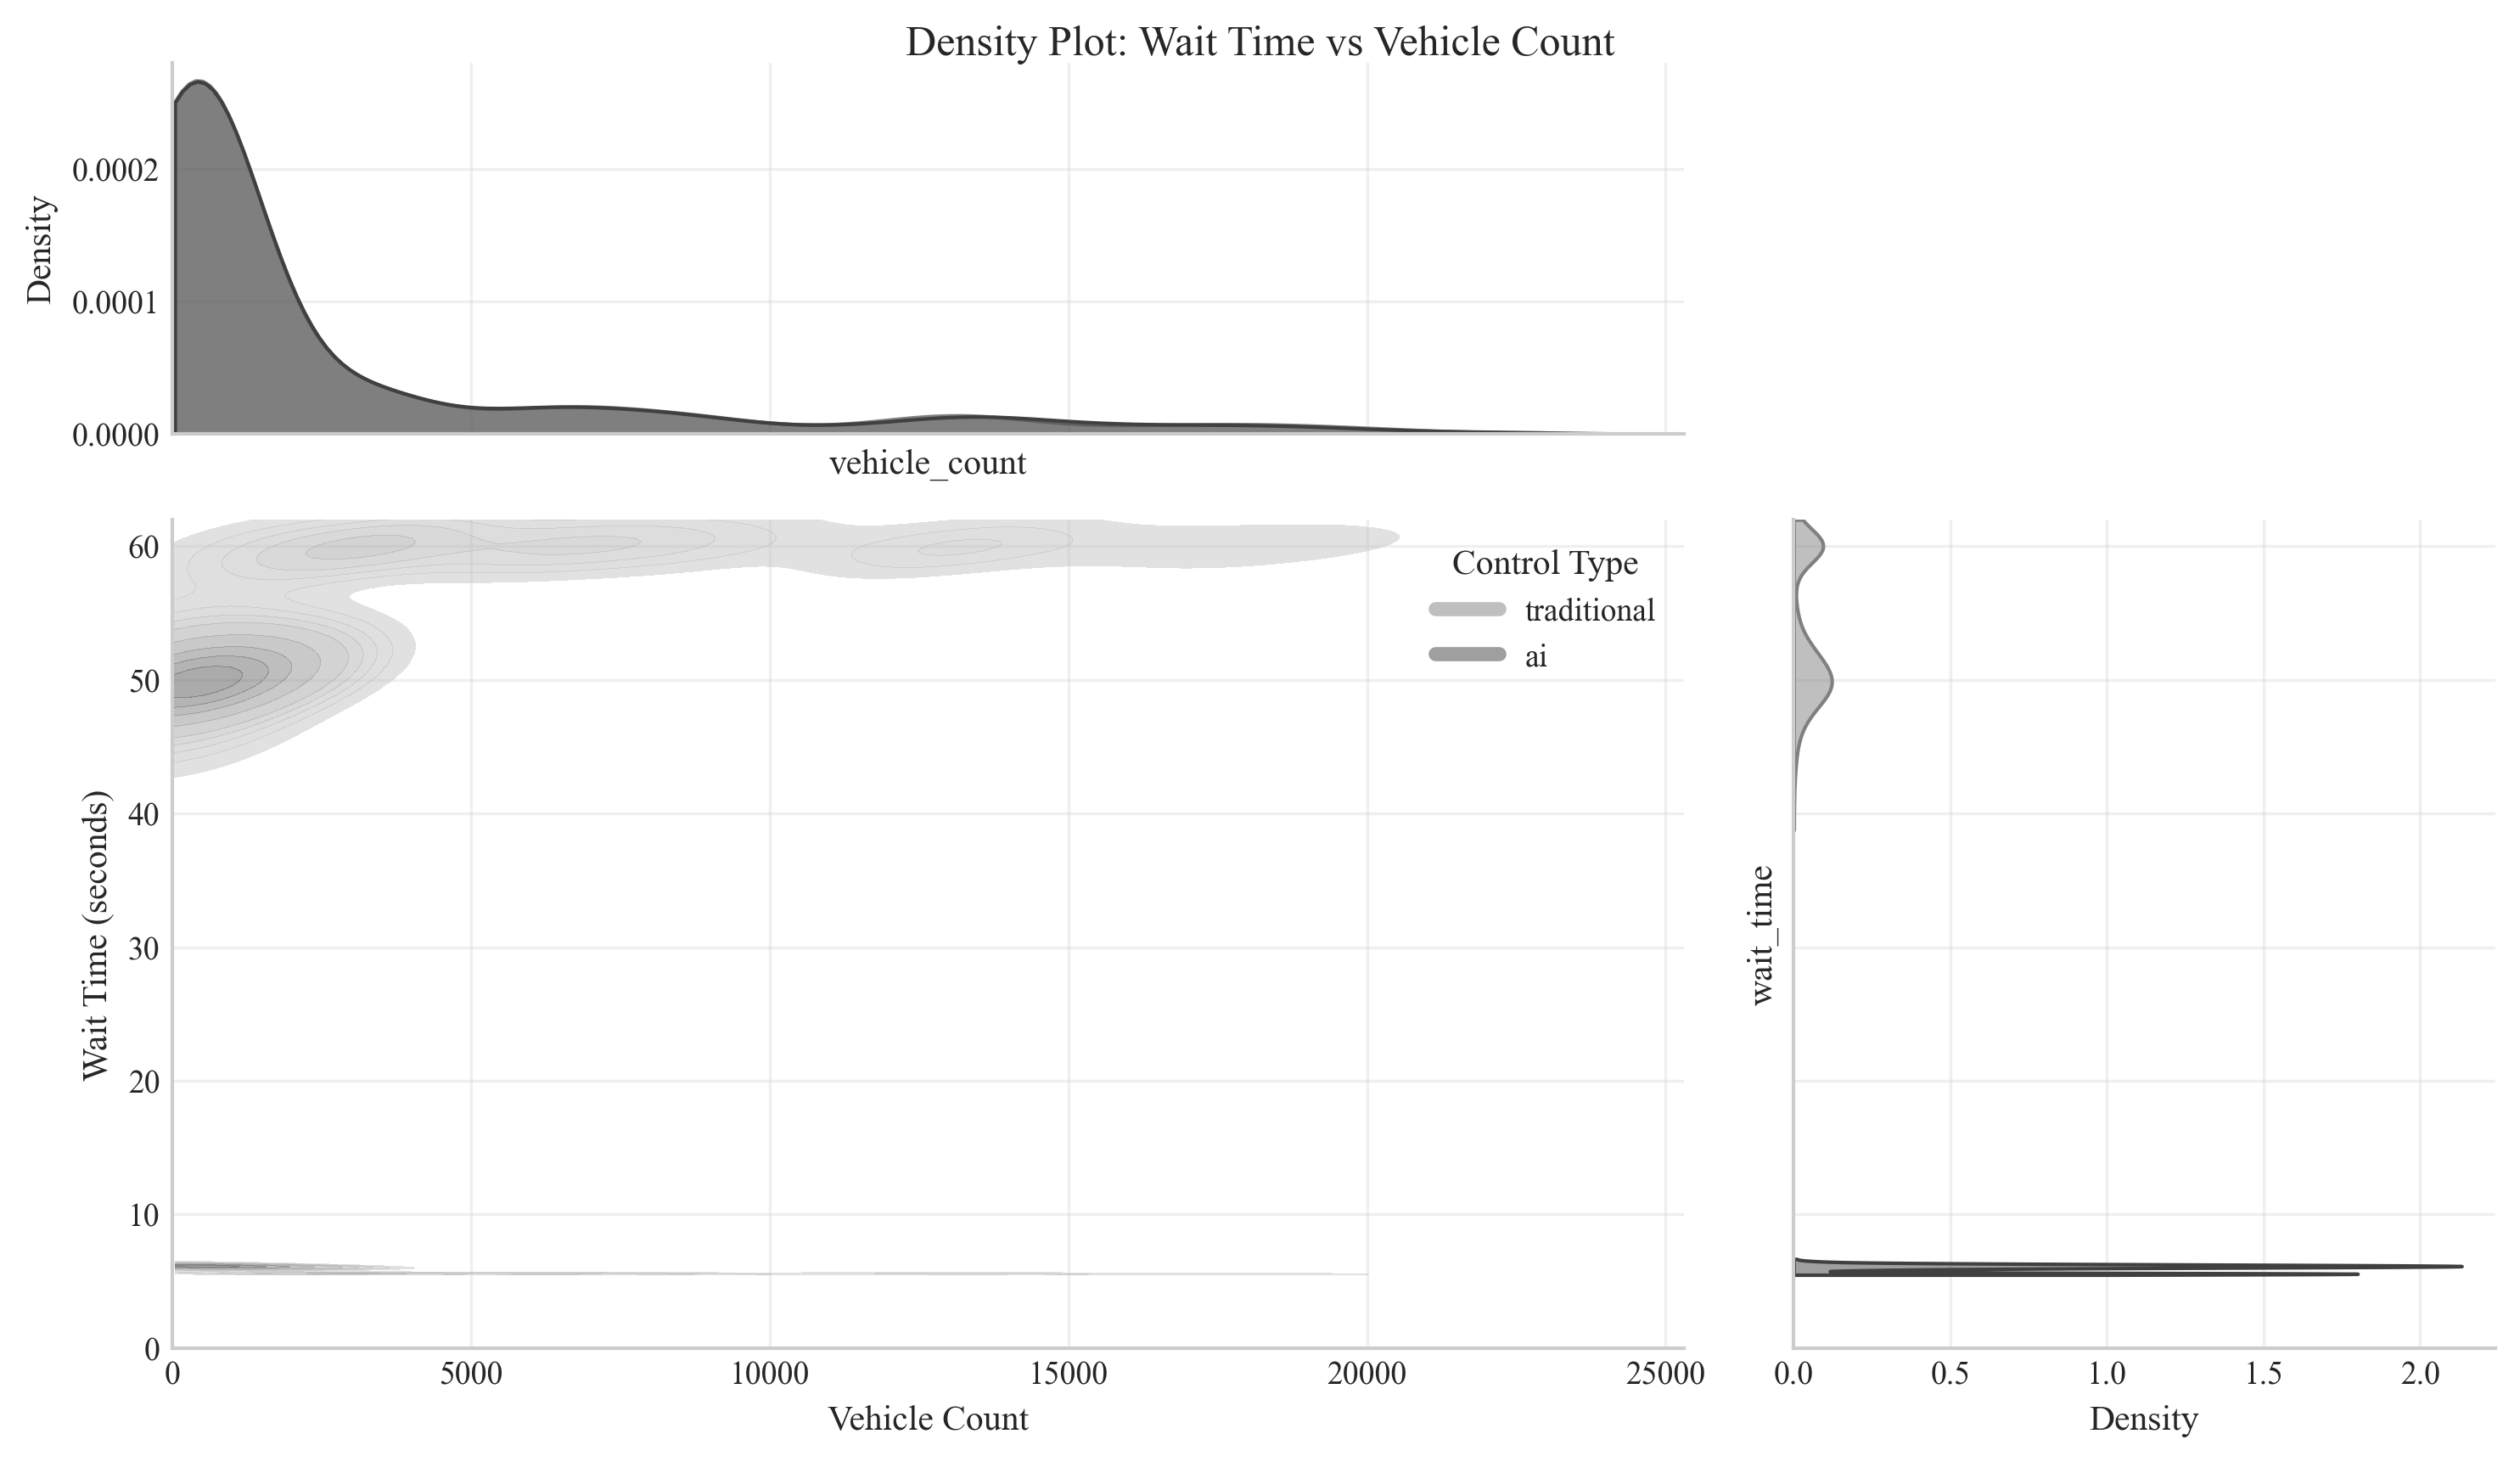 Density Plot: Wait Time vs Vehicle Count
Density
0.0002
0.0001
0.0000
vehicle_count
Wait Time (seconds)
60
50
40
30
20
10
0
0 5000 10000 15000 20000 25000
Vehicle Count
Control Type
traditional
ai
wait_time
0.0 0.5 1.0 1.5 2.0
Density